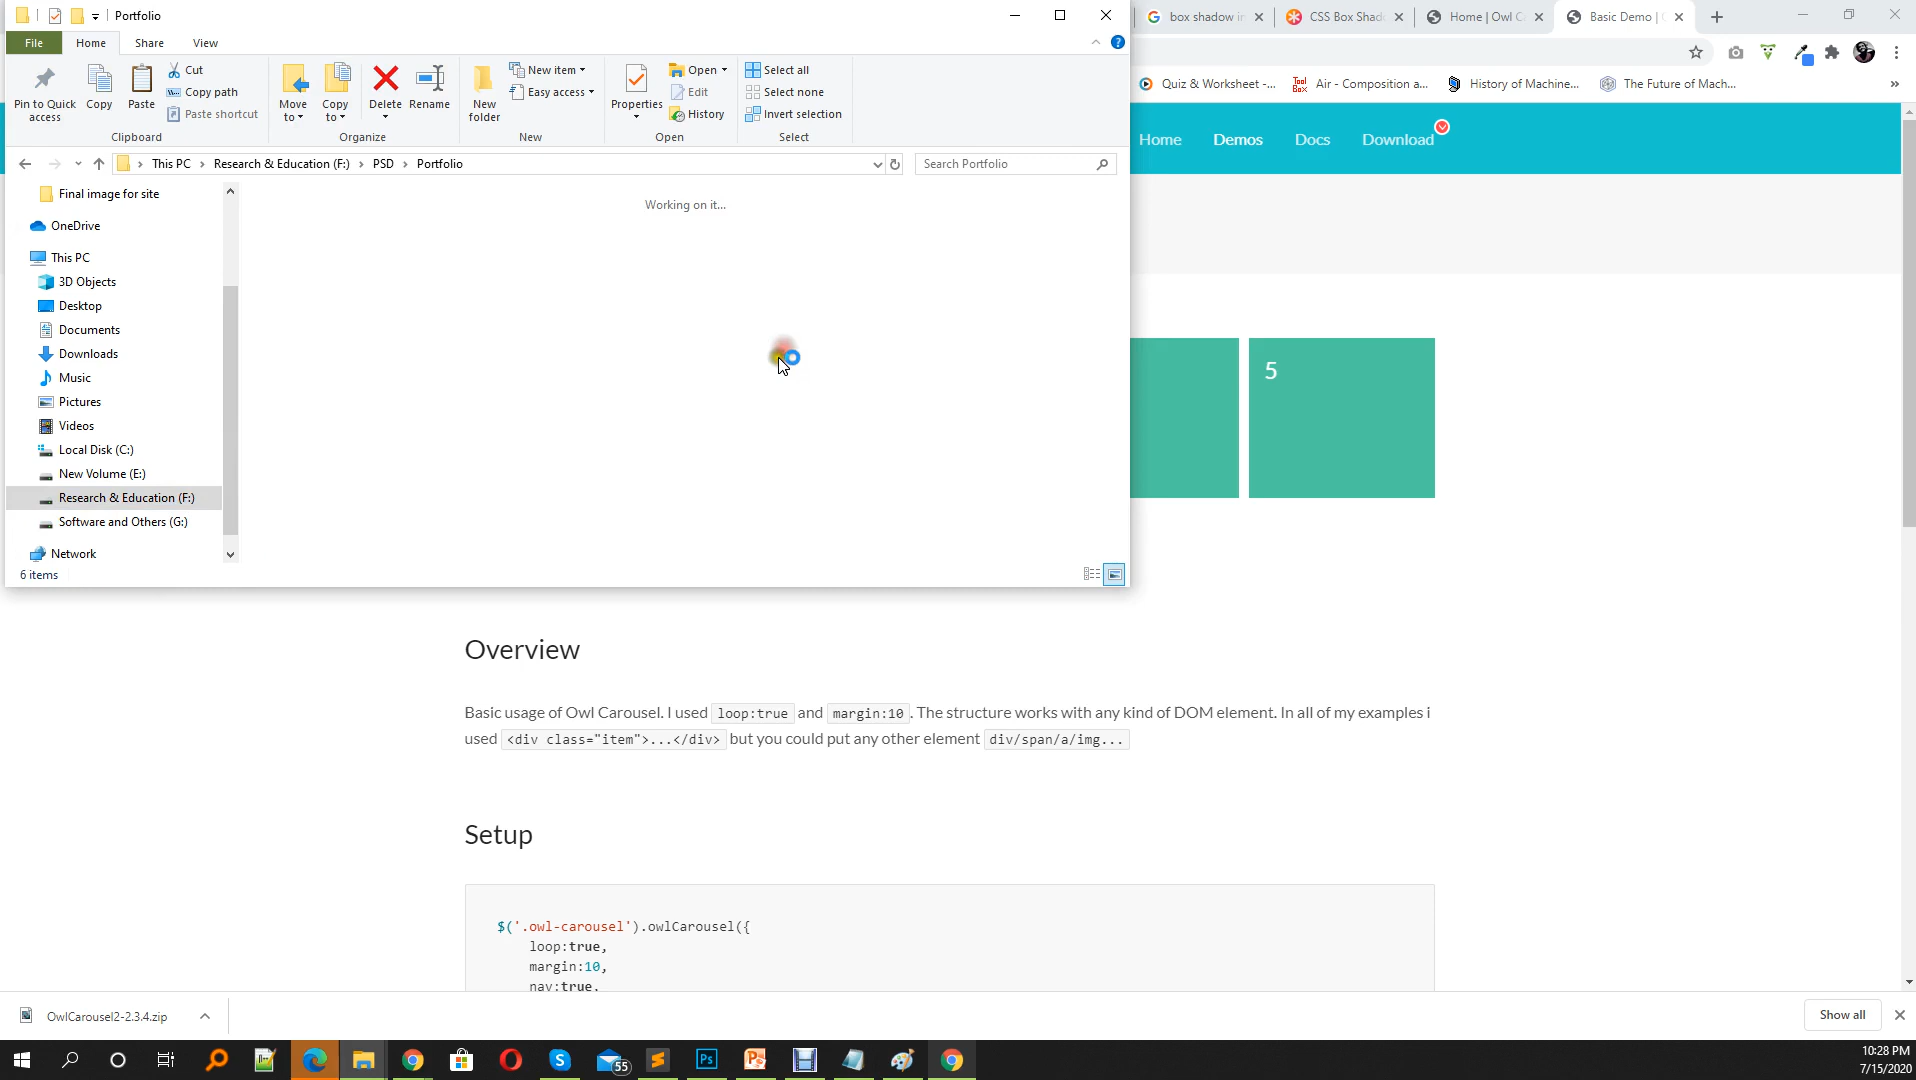 Portfolio
box shadow in
CSS Box Shad
Home | Owl C
Basic Demo |
File
Home
Share
View
Cut
Copy path
Paste shortcut
Pin to Quick access
Copy
Paste
Clipboard
Move to
Copy to
Delete
Rename
Organize
New folder
New item
Easy access
New
Properties
Open
Edit
History
Open
Select all
Select none
Invert selection
Select
Quiz & Worksheet -...
Tool Box
Air - Composition a...
History of Machine...
The Future of Mach...
»
This PC > Research & Education (F:) > PSD > Portfolio
Search Portfolio
Home
Demos
Docs
Download
Final image for site
OneDrive
This PC
3D Objects
Desktop
Documents
Downloads
Music
Pictures
Videos
Local Disk (C:)
New Volume (E:)
Research & Education (F:)
Software and Others (G:)
Network
6 items
Working on it...
5
Overview
Basic usage of Owl Carousel. I used loop:true and margin:10 . The structure works with any kind of DOM element. In all of my examples i
used <div class="item">...</div> but you could put any other element div/span/a/img...
Setup
$('.owl-carousel').owlCarousel({
loop:true,
margin:10,
nav:true,
OwlCarousel2-2.3.4.zip
Show all
55
10:28 PM
7/15/2020